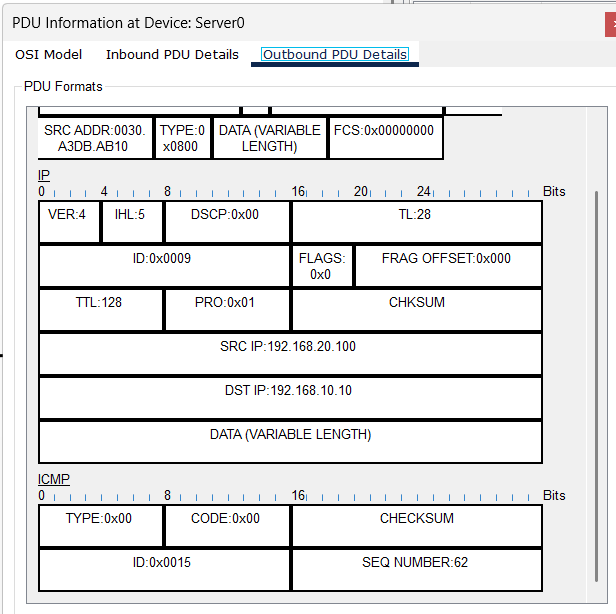 PDU Information at Device: Server0
OSI Model Inbound PDU Details Outbound PDU Details
PDU Formats
SRC ADDR:0030.
A3DB.AB10
TYPE:0
x0800
DATA (VARIABLE
LENGTH)
FCS:0x00000000
IP
0 4 8 16 20 24 Bits
VER:4 IHL:5 DSCP:0x00 TL:28
ID:0x0009 FLAGS:
0x0
FRAG OFFSET:0x000
TTL:128 PRO:0x01 CHKSUM
SRC IP:192.168.20.100
DST IP:192.168.10.10
DATA (VARIABLE LENGTH)
ICMP
0 8 16 Bits
TYPE:0x00 CODE:0x00 CHECKSUM
ID:0x0015 SEQ NUMBER:62